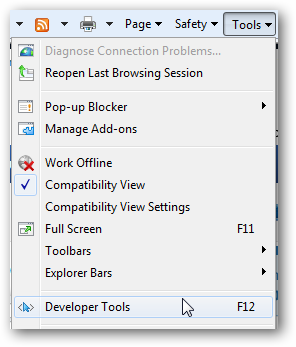 Page Safety Tools
Diagnose Connection Problems...
Reopen Last Browsing Session
Pop-up Blocker
Manage Add-ons
Work Offline
Compatibility View
Compatibility View Settings
Full Screen F11
Toolbars
Explorer Bars
Developer Tools F12